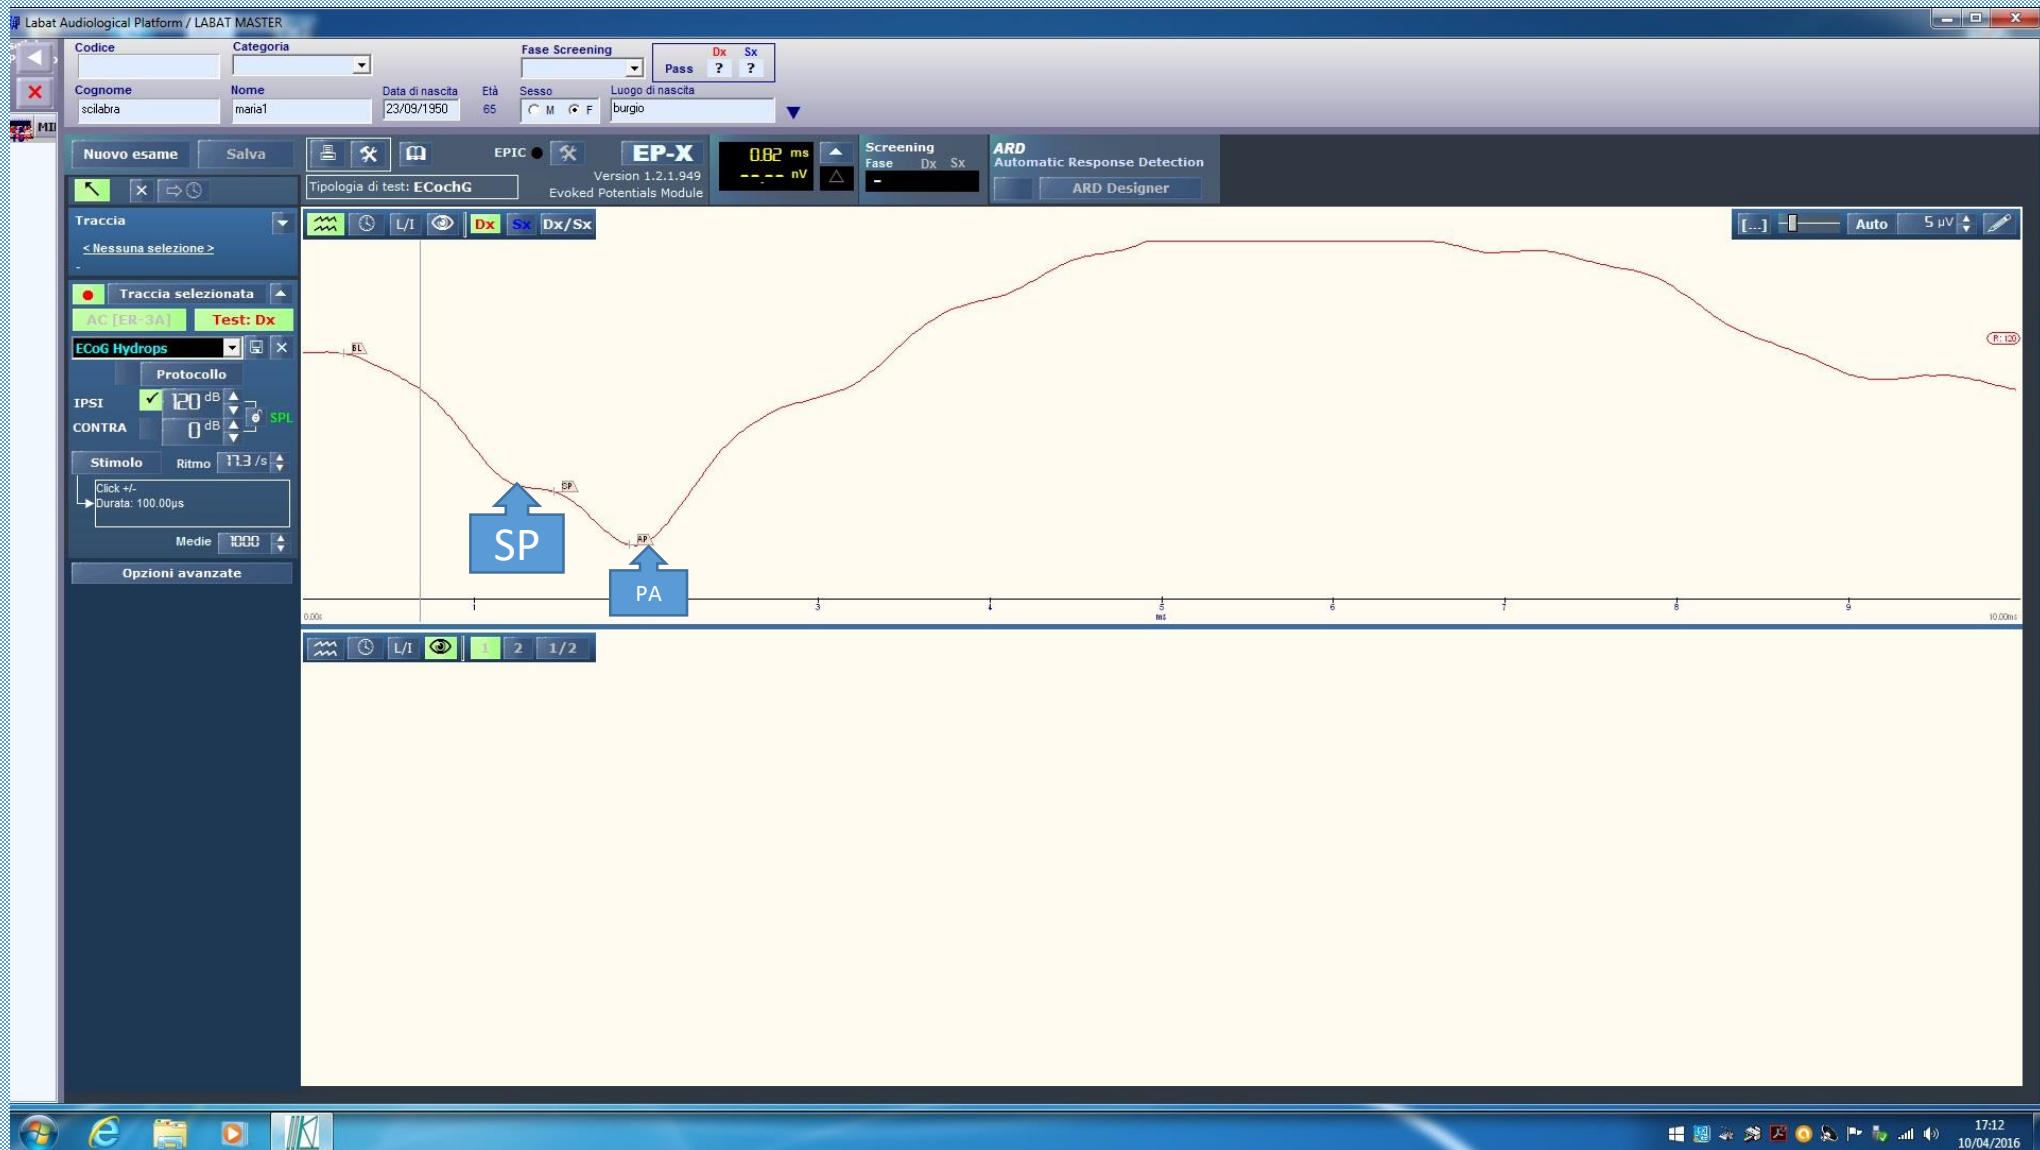 Labat Audiological Platform / LABAT MASTER
Codice Categoria Fase Screening Dx Sx
Pass ? ?
Cognome Nome Data di nascita Età Sesso Luogo di nascita
scilabra maria1 23/09/1950 65 M F burgio
Nuovo esame Salva EPIC EP-X 0.82 ms Screening ARD
Fase Dx Sx Automatic Response Detection
Version 1.2.1.949 --.-- nV -
Tipologia di test: ECochG Evoked Potentials Module ARD Designer
Traccia L/I Dx Sx Dx/Sx [...] Auto 5 µV
< Nessuna selezione >
-
Traccia selezionata
AC [ER-3A] Test: Dx
ECoG Hydrops
Protocollo
IPSI 120 dB
SPL
CONTRA 0 dB
Stimolo Ritmo 17.3 /s
Click +/-
Durata: 100.00µs
Medie 1000
Opzioni avanzate
BL
R: 120
SP
SP
AP
PA
1 3 4 5 6 7 8 9
0.00s ms 10.00ms
L/I 1 2 1/2
17:12
10/04/2016